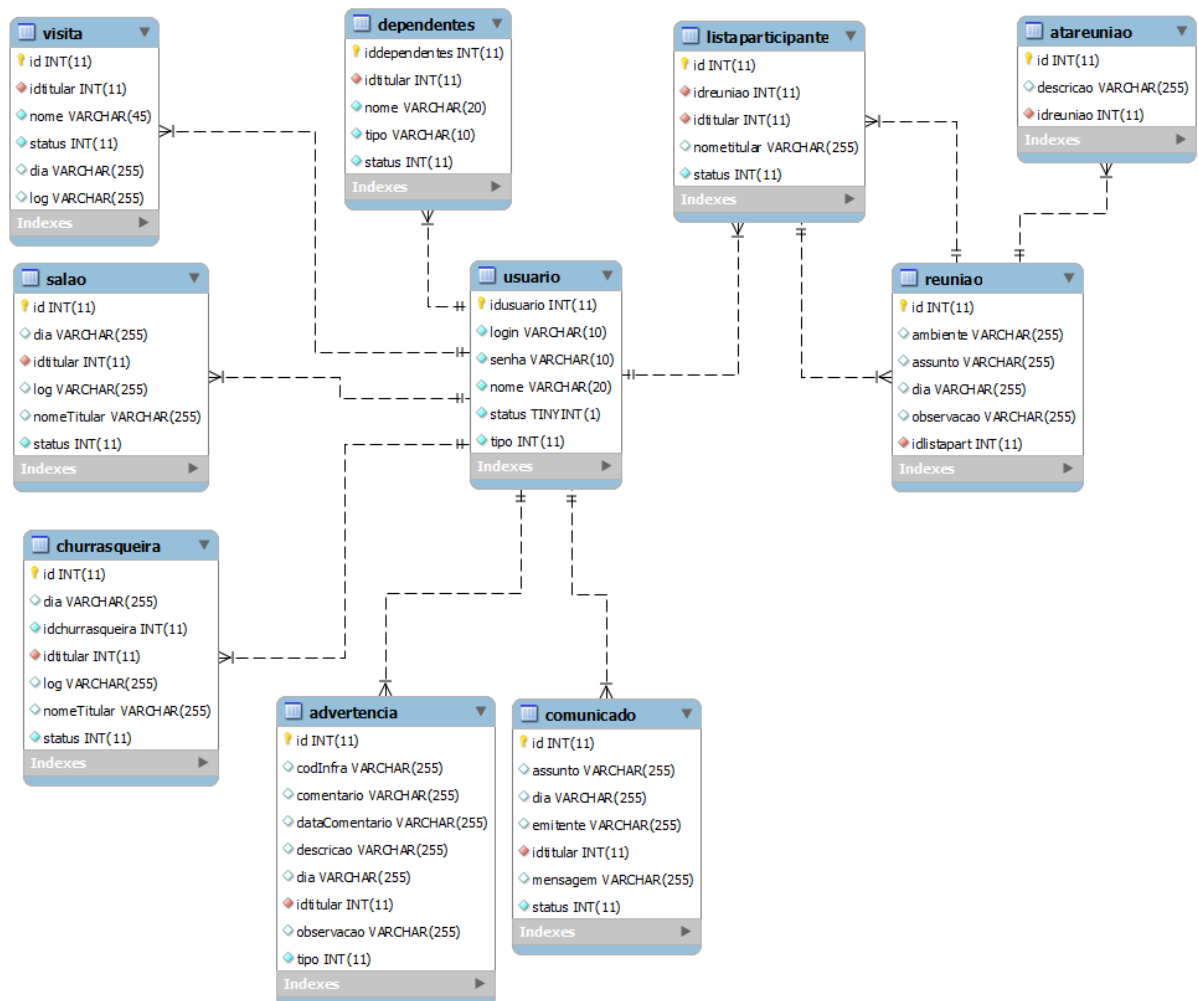 visita
id INT(11)
idtitular INT(11)
nome VARCHAR(45)
status INT(11)
dia VARCHAR(255)
log VARCHAR(255)
Indexes
dependentes
iddependentes INT(11)
idtitular INT(11)
nome VARCHAR(20)
tipo VARCHAR(10)
status INT(11)
Indexes
listaparticipante
id INT(11)
idreuniao INT(11)
idtitular INT(11)
nometitular VARCHAR(255)
status INT(11)
Indexes
atareuniao
id INT(11)
descricao VARCHAR(255)
idreuniao INT(11)
Indexes
salao
id INT(11)
dia VARCHAR(255)
idtitular INT(11)
log VARCHAR(255)
nomeTitular VARCHAR(255)
status INT(11)
Indexes
usuario
idusuario INT(11)
login VARCHAR(10)
senha VARCHAR(10)
nome VARCHAR(20)
status TINYINT(1)
tipo INT(11)
Indexes
reuniao
id INT(11)
ambiente VARCHAR(255)
assunto VARCHAR(255)
dia VARCHAR(255)
observacao VARCHAR(255)
idlistapart INT(11)
Indexes
churrasqueira
id INT(11)
dia VARCHAR(255)
idchurrasqueira INT(11)
idtitular INT(11)
log VARCHAR(255)
nomeTitular VARCHAR(255)
status INT(11)
Indexes
advertencia
id INT(11)
codInfra VARCHAR(255)
comentario VARCHAR(255)
dataComentario VARCHAR(255)
descricao VARCHAR(255)
dia VARCHAR(255)
idtitular INT(11)
observacao VARCHAR(255)
tipo INT(11)
Indexes
comunicado
id INT(11)
assunto VARCHAR(255)
dia VARCHAR(255)
emitente VARCHAR(255)
idtitular INT(11)
mensagem VARCHAR(255)
status INT(11)
Indexes